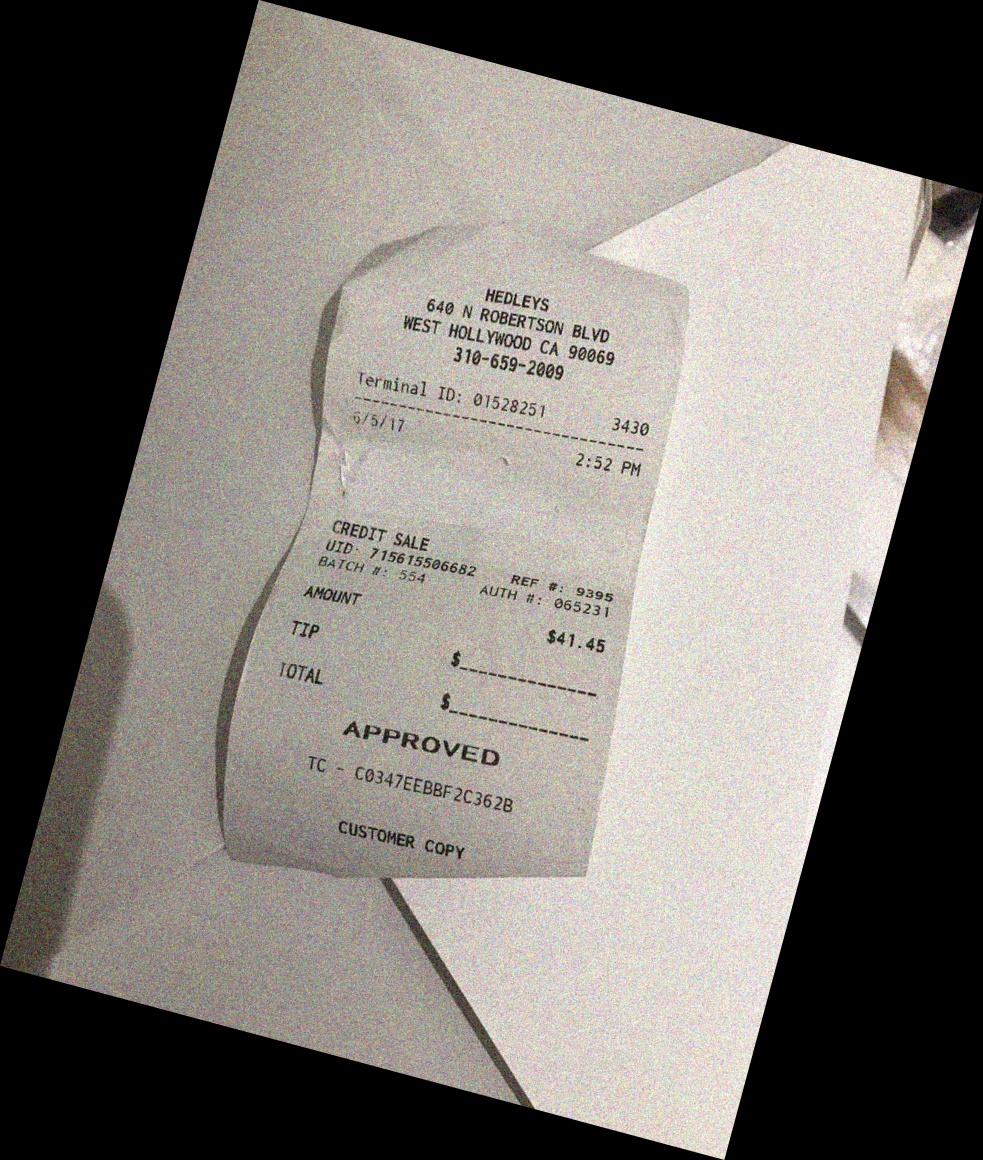 HEDLEYS
640 N ROBERTSON BLVD
WEST HOLLYWOOD CA 90069
310-659-2009
Terminal ID: 01528251 3430
--------------------------------
6/5/17 2:52 PM
CREDIT SALE
UID: 715615506682 REF #: 9395
BATCH #: 554 AUTH #: 065231
AMOUNT $41.45
TIP $_______________
TOTAL $_______________
APPROVED
TC - C0347EEBBF2C362B
CUSTOMER COPY